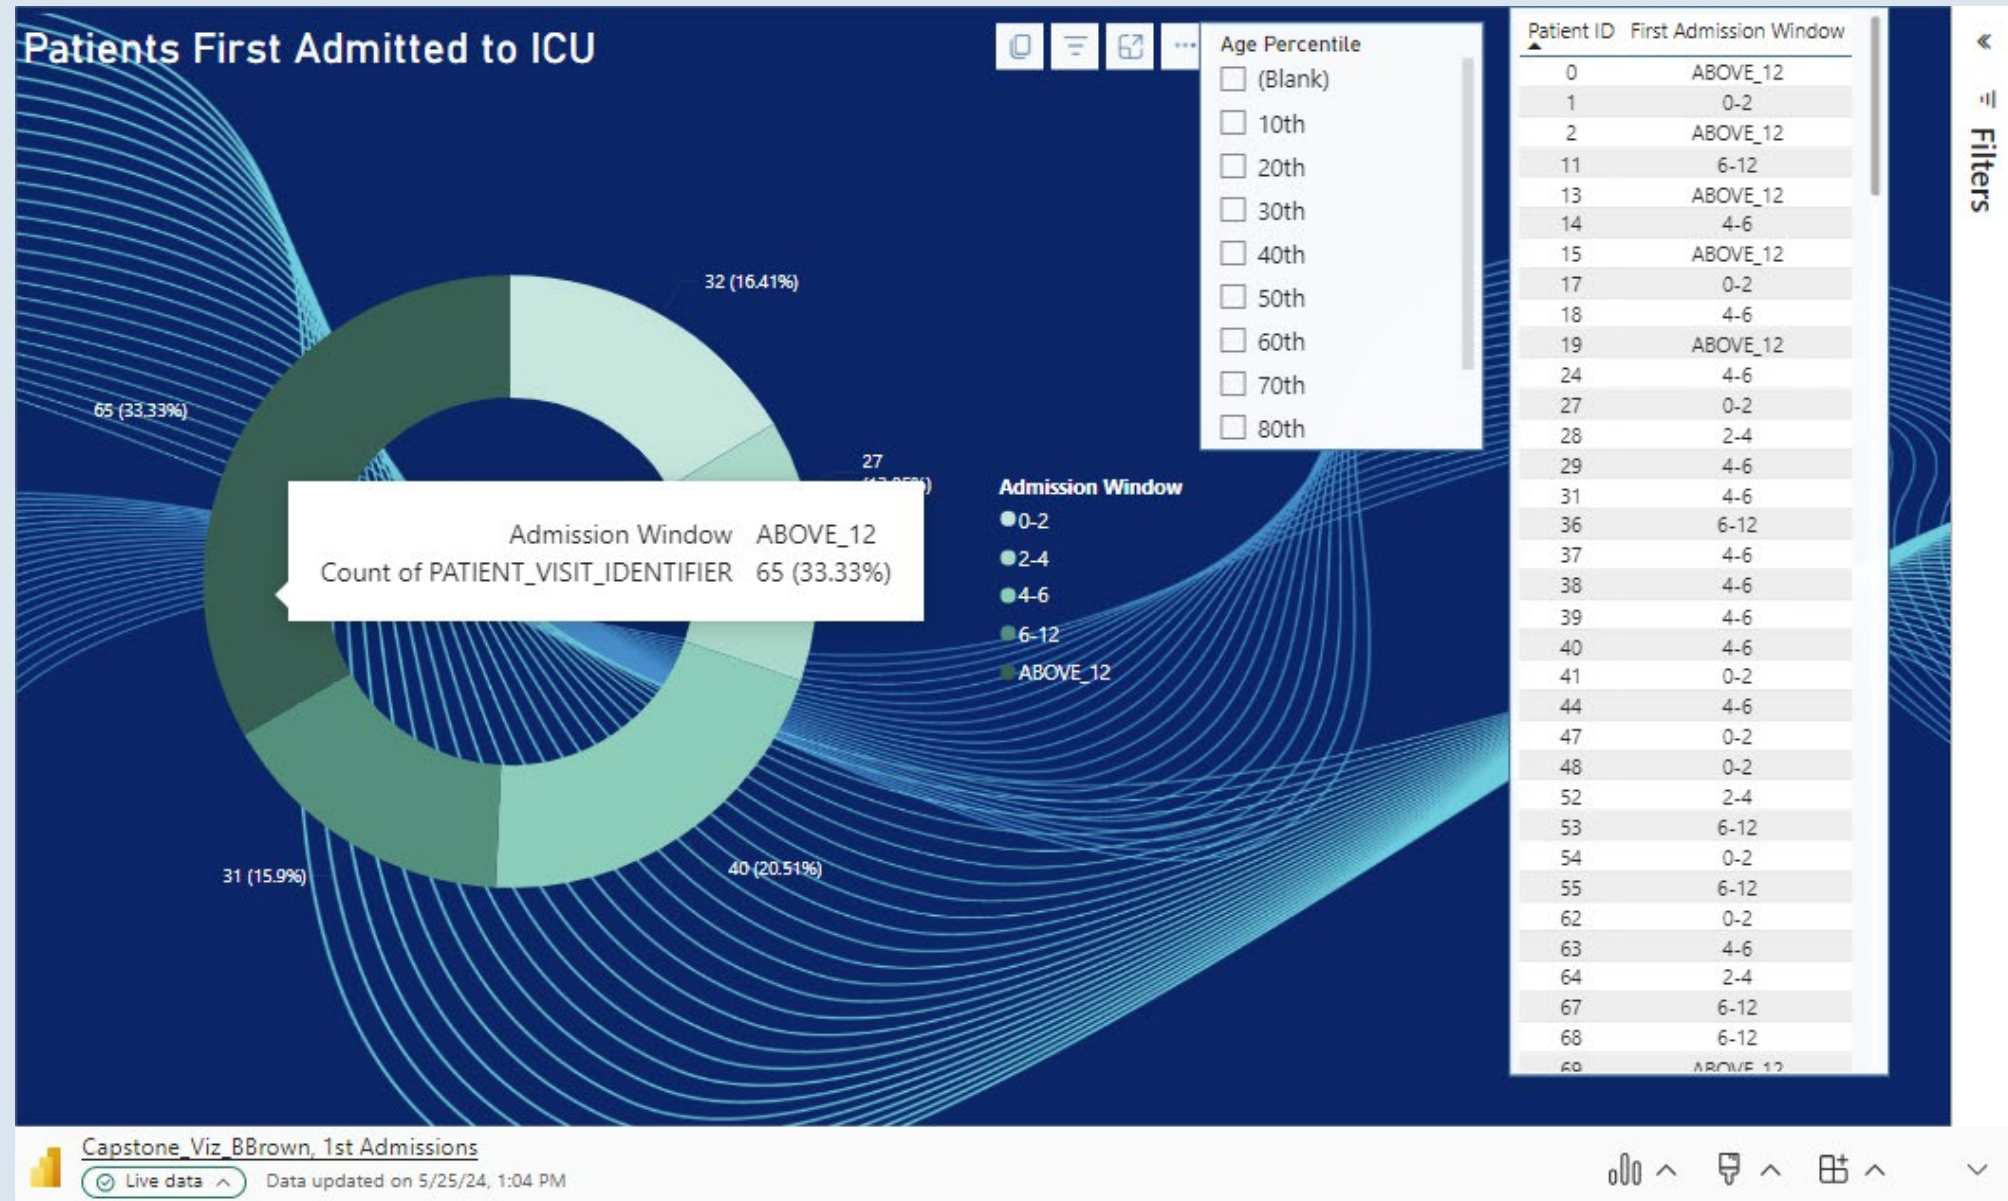 Patients First Admitted to ICU
32 (16.41%)
65 (33.33%)
27
Admission Window ABOVE_12
Count of PATIENT_VISIT_IDENTIFIER 65 (33.33%)
31 (15.9%)
40 (20.51%)
Admission Window
0-2
2-4
4-6
6-12
ABOVE_12
Age Percentile
(Blank)
10th
20th
30th
40th
50th
60th
70th
80th
Patient ID First Admission Window
0 ABOVE_12
1 0-2
2 ABOVE_12
11 6-12
13 ABOVE_12
14 4-6
15 ABOVE_12
17 0-2
18 4-6
19 ABOVE_12
24 4-6
27 0-2
28 2-4
29 4-6
31 4-6
36 6-12
37 4-6
38 4-6
39 4-6
40 4-6
41 0-2
44 4-6
47 0-2
48 0-2
52 2-4
53 6-12
54 0-2
55 6-12
62 0-2
63 4-6
64 2-4
67 6-12
68 6-12
69 ABOVE_12
Filters
Capstone_Viz_BBrown, 1st Admissions
Live data Data updated on 5/25/24, 1:04 PM